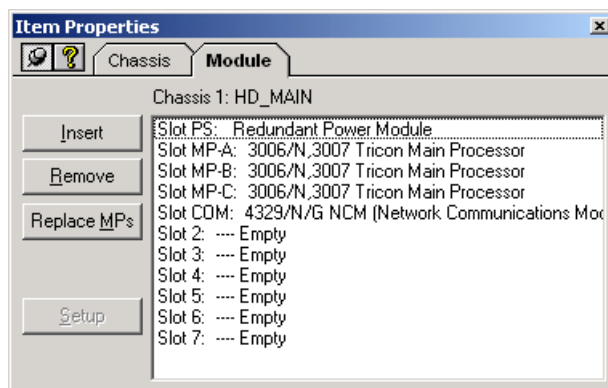 Item Properties
Chassis Module
Chassis 1: HD_MAIN
Insert
Remove
Replace MPs
Setup
Slot PS: Redundant Power Module
Slot MP-A: 3006/N,3007 Tricon Main Processor
Slot MP-B: 3006/N,3007 Tricon Main Processor
Slot MP-C: 3006/N,3007 Tricon Main Processor
Slot COM: 4329/N/G NCM (Network Communications Mod
Slot 2: ---- Empty
Slot 3: ---- Empty
Slot 4: ---- Empty
Slot 5: ---- Empty
Slot 6: ---- Empty
Slot 7: ---- Empty